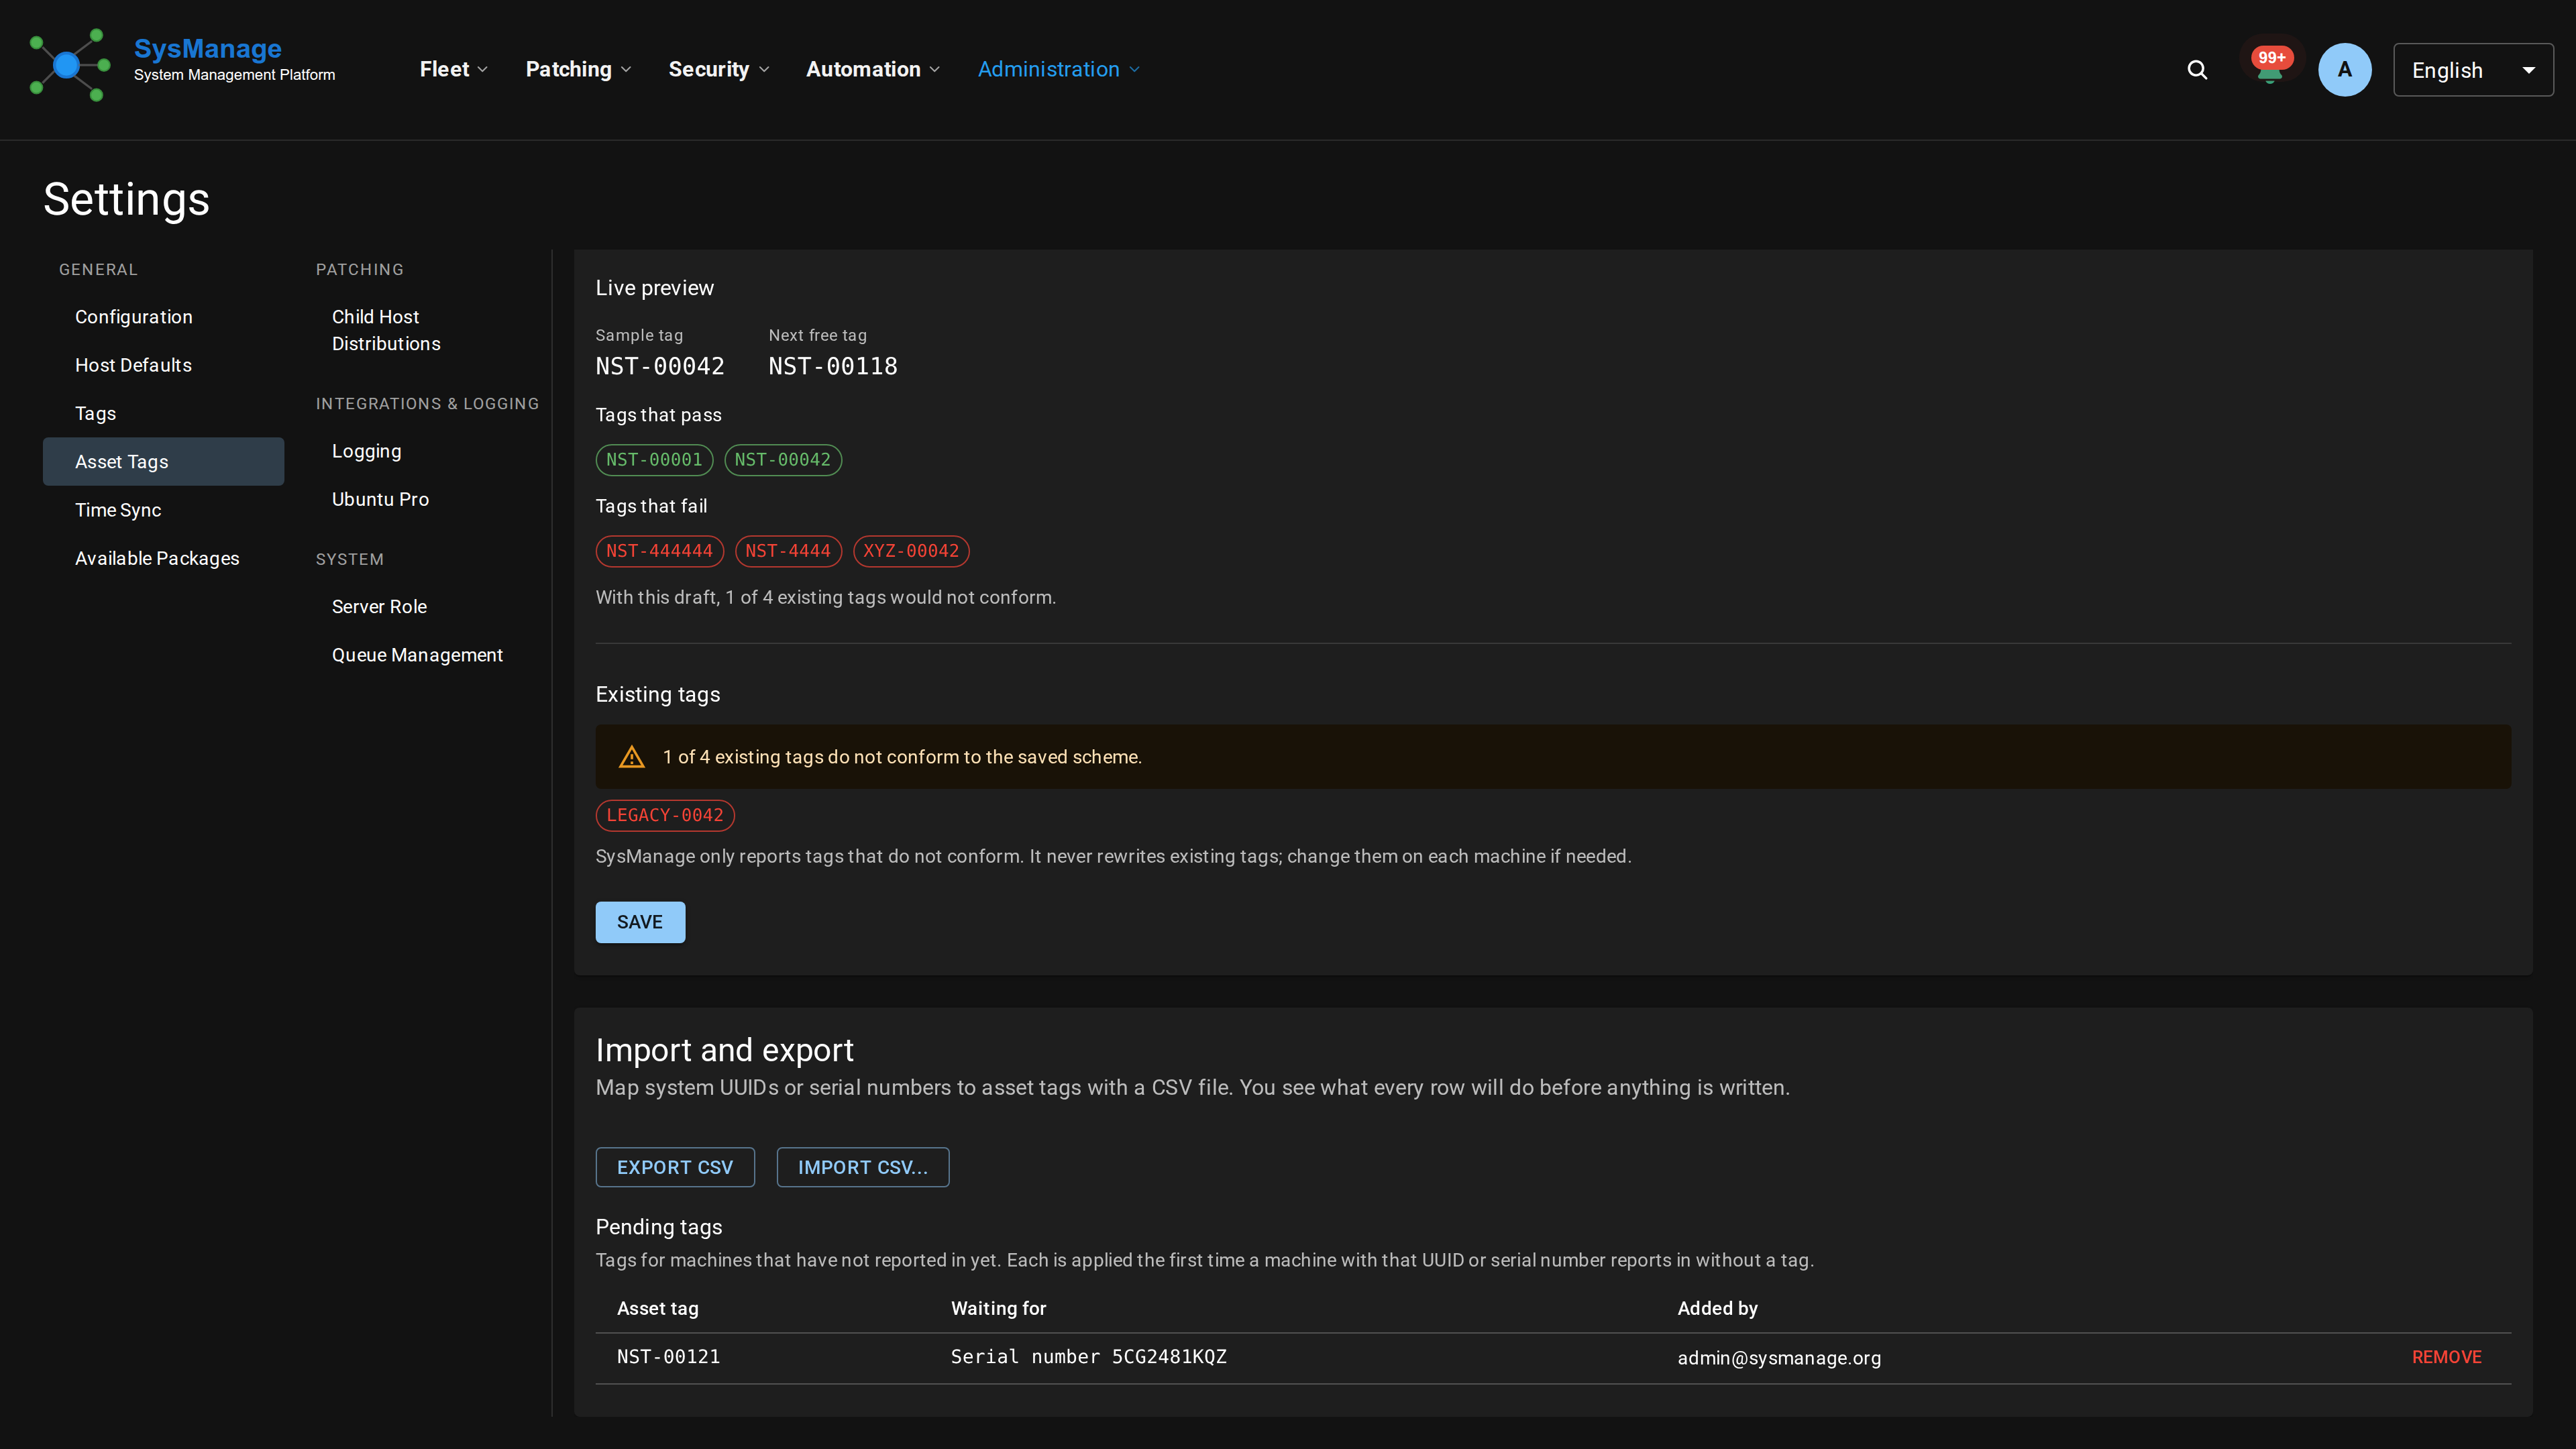 SysManage
System Management Platform
Fleet
Patching
Security
Automation
Administration
99+
A
English
Settings
GENERAL
Configuration
Host Defaults
Tags
Asset Tags
Time Sync
Available Packages
PATCHING
Child Host
Distributions
INTEGRATIONS & LOGGING
Logging
Ubuntu Pro
SYSTEM
Server Role
Queue Management
Live preview
Sample tag
NST-00042
Next free tag
NST-00118
Tags that pass
NST-00001
NST-00042
Tags that fail
NST-444444
NST-4444
XYZ-00042
With this draft, 1 of 4 existing tags would not conform.
Existing tags
1 of 4 existing tags do not conform to the saved scheme.
LEGACY-0042
SysManage only reports tags that do not conform. It never rewrites existing tags; change them on each machine if needed.
SAVE
Import and export
Map system UUIDs or serial numbers to asset tags with a CSV file. You see what every row will do before anything is written.
EXPORT CSV
IMPORT CSV...
Pending tags
Tags for machines that have not reported in yet. Each is applied the first time a machine with that UUID or serial number reports in without a tag.
Asset tag
Waiting for
Added by
NST-00121
Serial number 5CG2481KQZ
admin@sysmanage.org
REMOVE